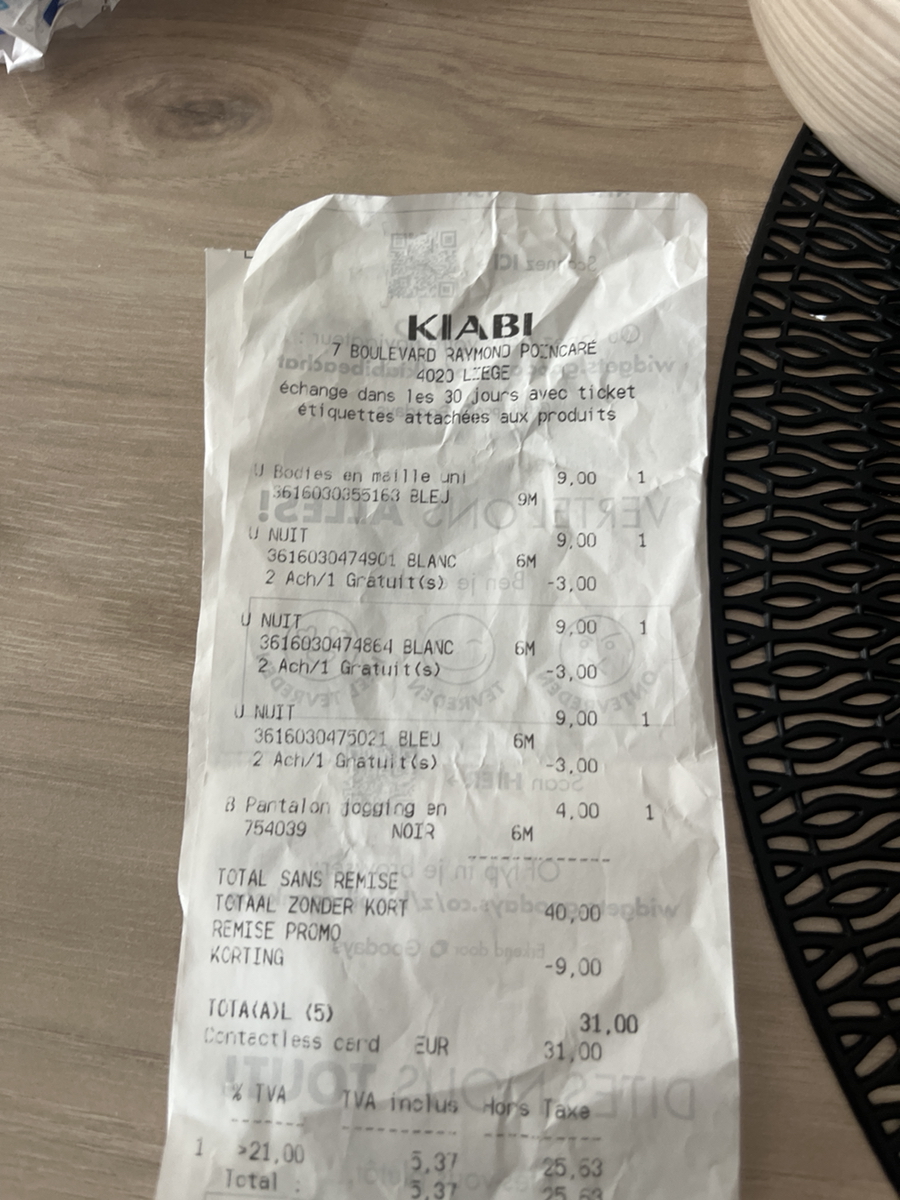 KIABI
7 BOULEVARD RAYMOND POINCARÉ
4020 LIEGE
échange dans les 30 jours avec ticket
étiquettes attachées aux produits
U Bodies en maille uni 9,00 1
3616030355163 BLEU 9M
U NUIT 9,00 1
3616030474901 BLANC 6M
2 Ach/1 Gratuit(s) -3,00
U NUIT 9,00 1
3616030474864 BLANC 6M
2 Ach/1 Gratuit(s) -3,00
U NUIT 9,00 1
3616030475021 BLEU 6M
2 Ach/1 Gratuit(s) -3,00
B Pantalon jogging en 4,00 1
754039 NOIR 6M
TOTAL SANS REMISE
TOTAAL ZONDER KORT 40,00
REMISE PROMO
KORTING -9,00
TOTA(A)L (5) 31,00
Contactless card EUR 31,00
% TVA TVA inclus Hors Taxe
1 >21,00 5,37 25,63
Total : 5,37 25,63